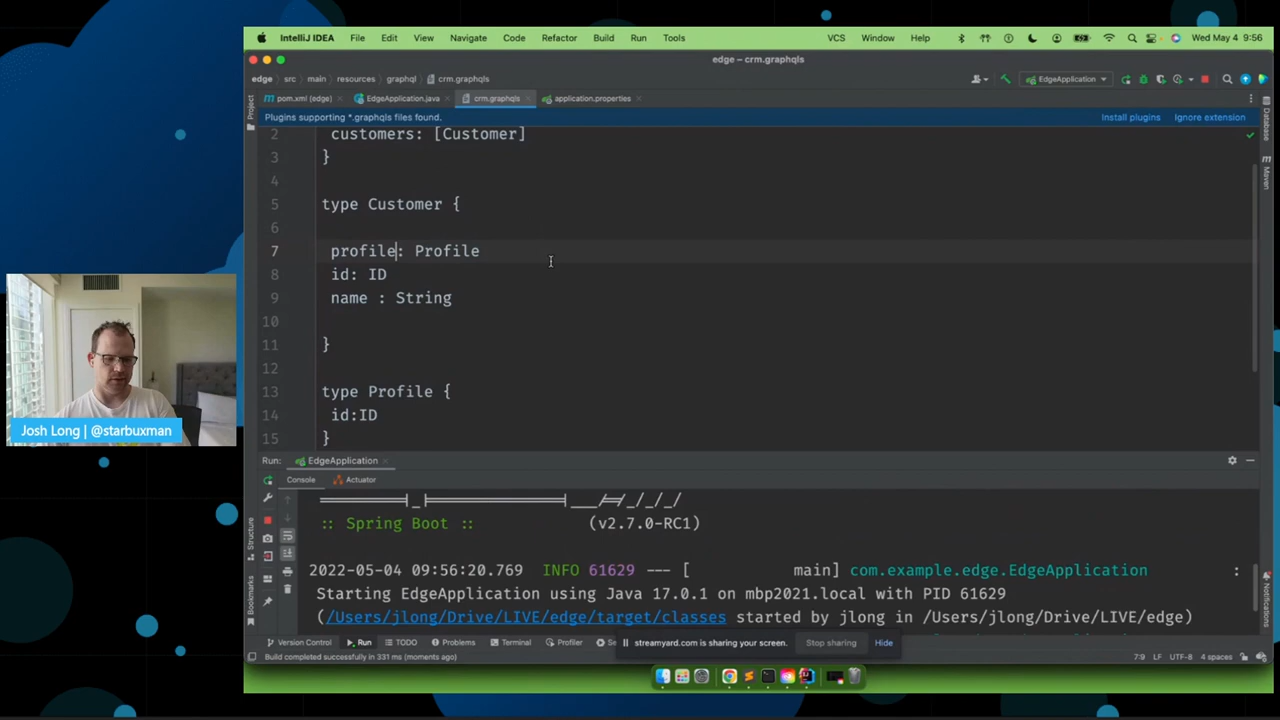 IntelliJ IDEA File Edit View Navigate Code Refactor Build Run Tools VCS Window Help Wed May 4 9:56
edge – crm.graphqls
edge src main resources graphql crm.graphqls EdgeApplication
Project pom.xml (edge) EdgeApplication.java crm.graphqls application.properties
Plugins supporting *.graphqls files found. Install plugins Ignore extension
Database
Maven
2 customers: [Customer]
3 }
4
5 type Customer {
6
7 profile: Profile
8 id: ID
9 name : String
10
11 }
12
13 type Profile {
14 id:ID
15 }
Josh Long | @starbuxman
Run: EdgeApplication
Console Actuator
:: Spring Boot :: (v2.7.0-RC1)
2022-05-04 09:56:20.769 INFO 61629 --- [ main] com.example.edge.EdgeApplication :
Starting EdgeApplication using Java 17.0.1 on mbp2021.local with PID 61629
(/Users/jlong/Drive/LIVE/edge/target/classes started by jlong in /Users/jlong/Drive/LIVE/edge)
Structure
Bookmarks
Notifications
Version Control Run TODO Problems Terminal Profiler Se streamyard.com is sharing your screen. Stop sharing Hide
Build completed successfully in 331 ms (moments ago) 7:9 LF UTF-8 4 spaces